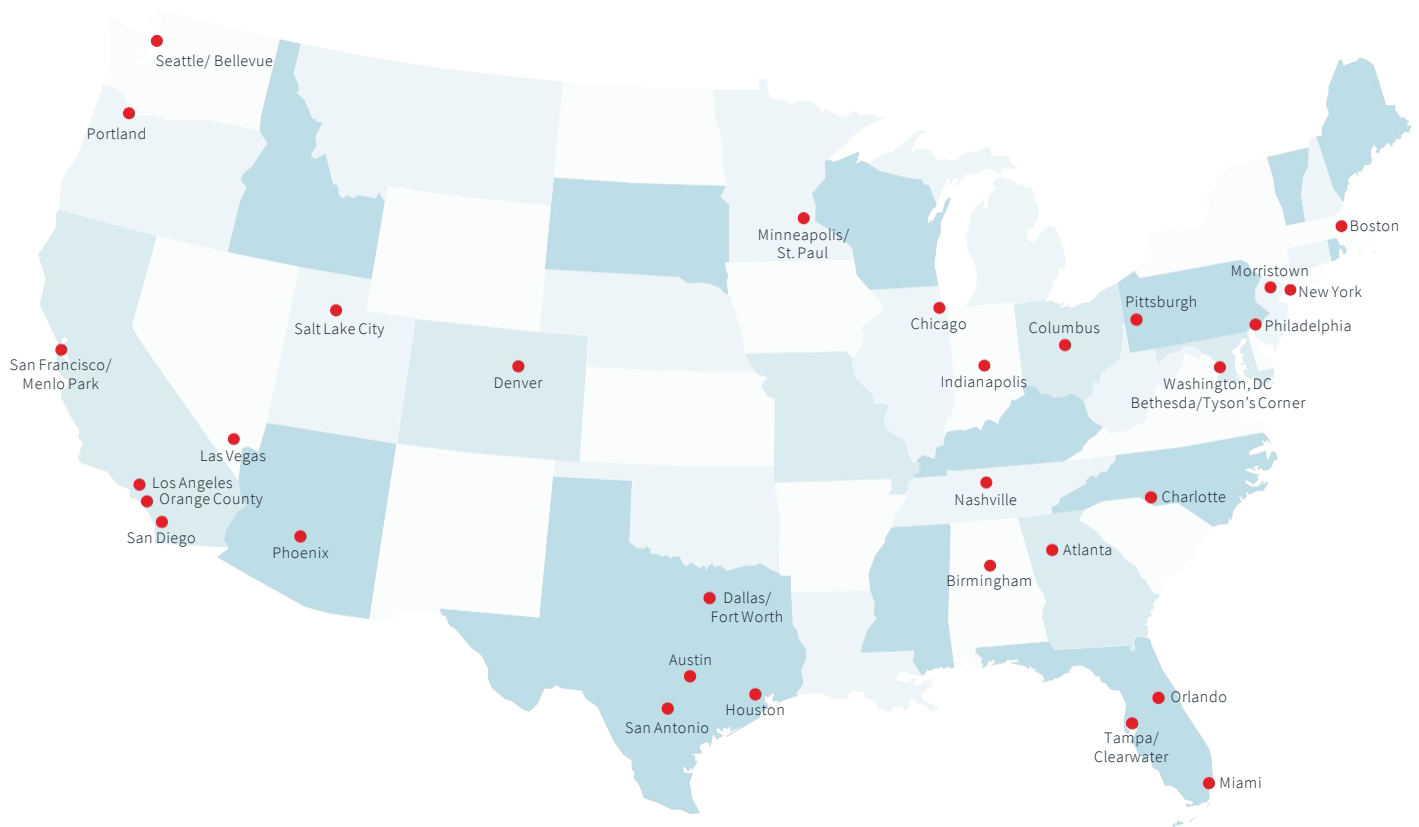 Seattle/ Bellevue
Portland
Minneapolis/
St. Paul
Boston
Morristown
New York
Pittsburgh
Salt Lake City
Chicago
Columbus
Philadelphia
San Francisco/
Menlo Park
Denver
Indianapolis
Washington, DC
Bethesda/Tyson's Corner
Las Vegas
Los Angeles
Orange County
San Diego
Nashville
Charlotte
Phoenix
Atlanta
Birmingham
Dallas/
Fort Worth
Austin
Houston
San Antonio
Orlando
Tampa/
Clearwater
Miami